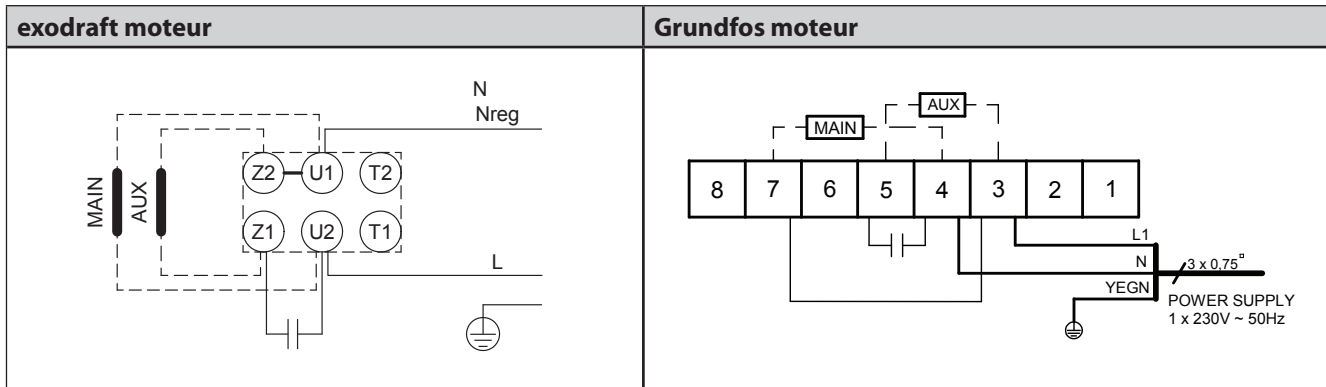 exodraft moteur
Grundfos moteur
N
Nreg
MAIN
AUX
Z2 U1 T2
Z1 U2 T1
L
AUX
MAIN
8 7 6 5 4 3 2 1
L1
N
3 x 0,75▫
YEGN
POWER SUPPLY
1 x 230V ~ 50Hz